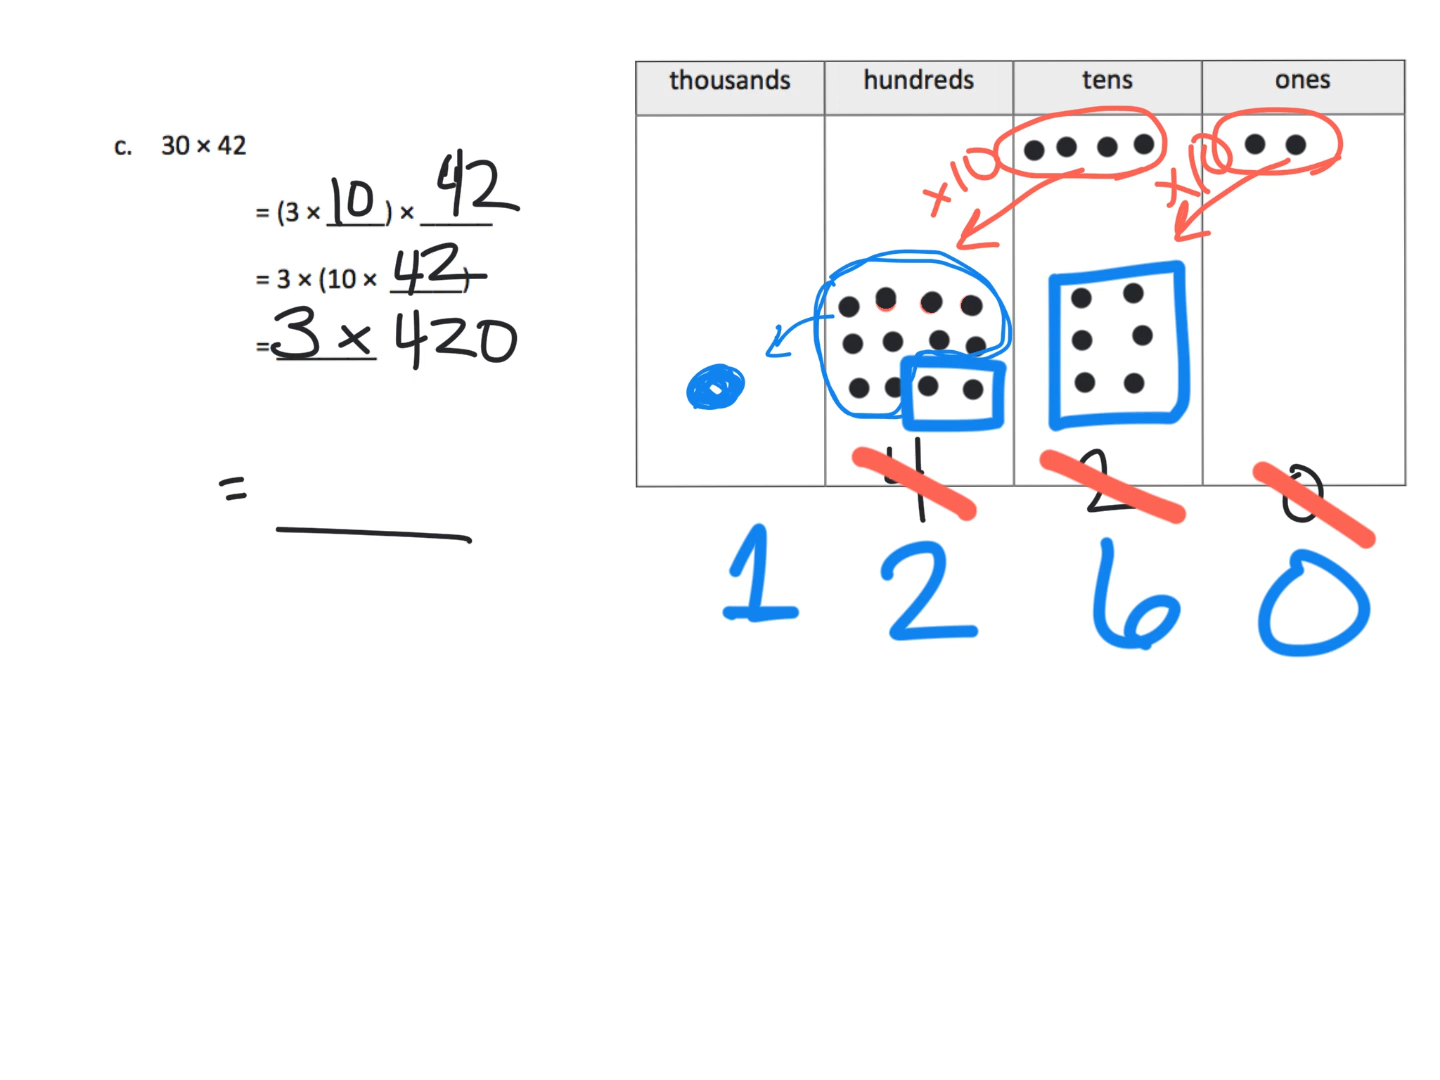 thousands hundreds tens ones
c. 30 × 42
= (3 × 10 ) × 42
= 3 × (10 × 42 )
= 3 × 420
=
×10 ×10
4 2 0
1 2 6 0